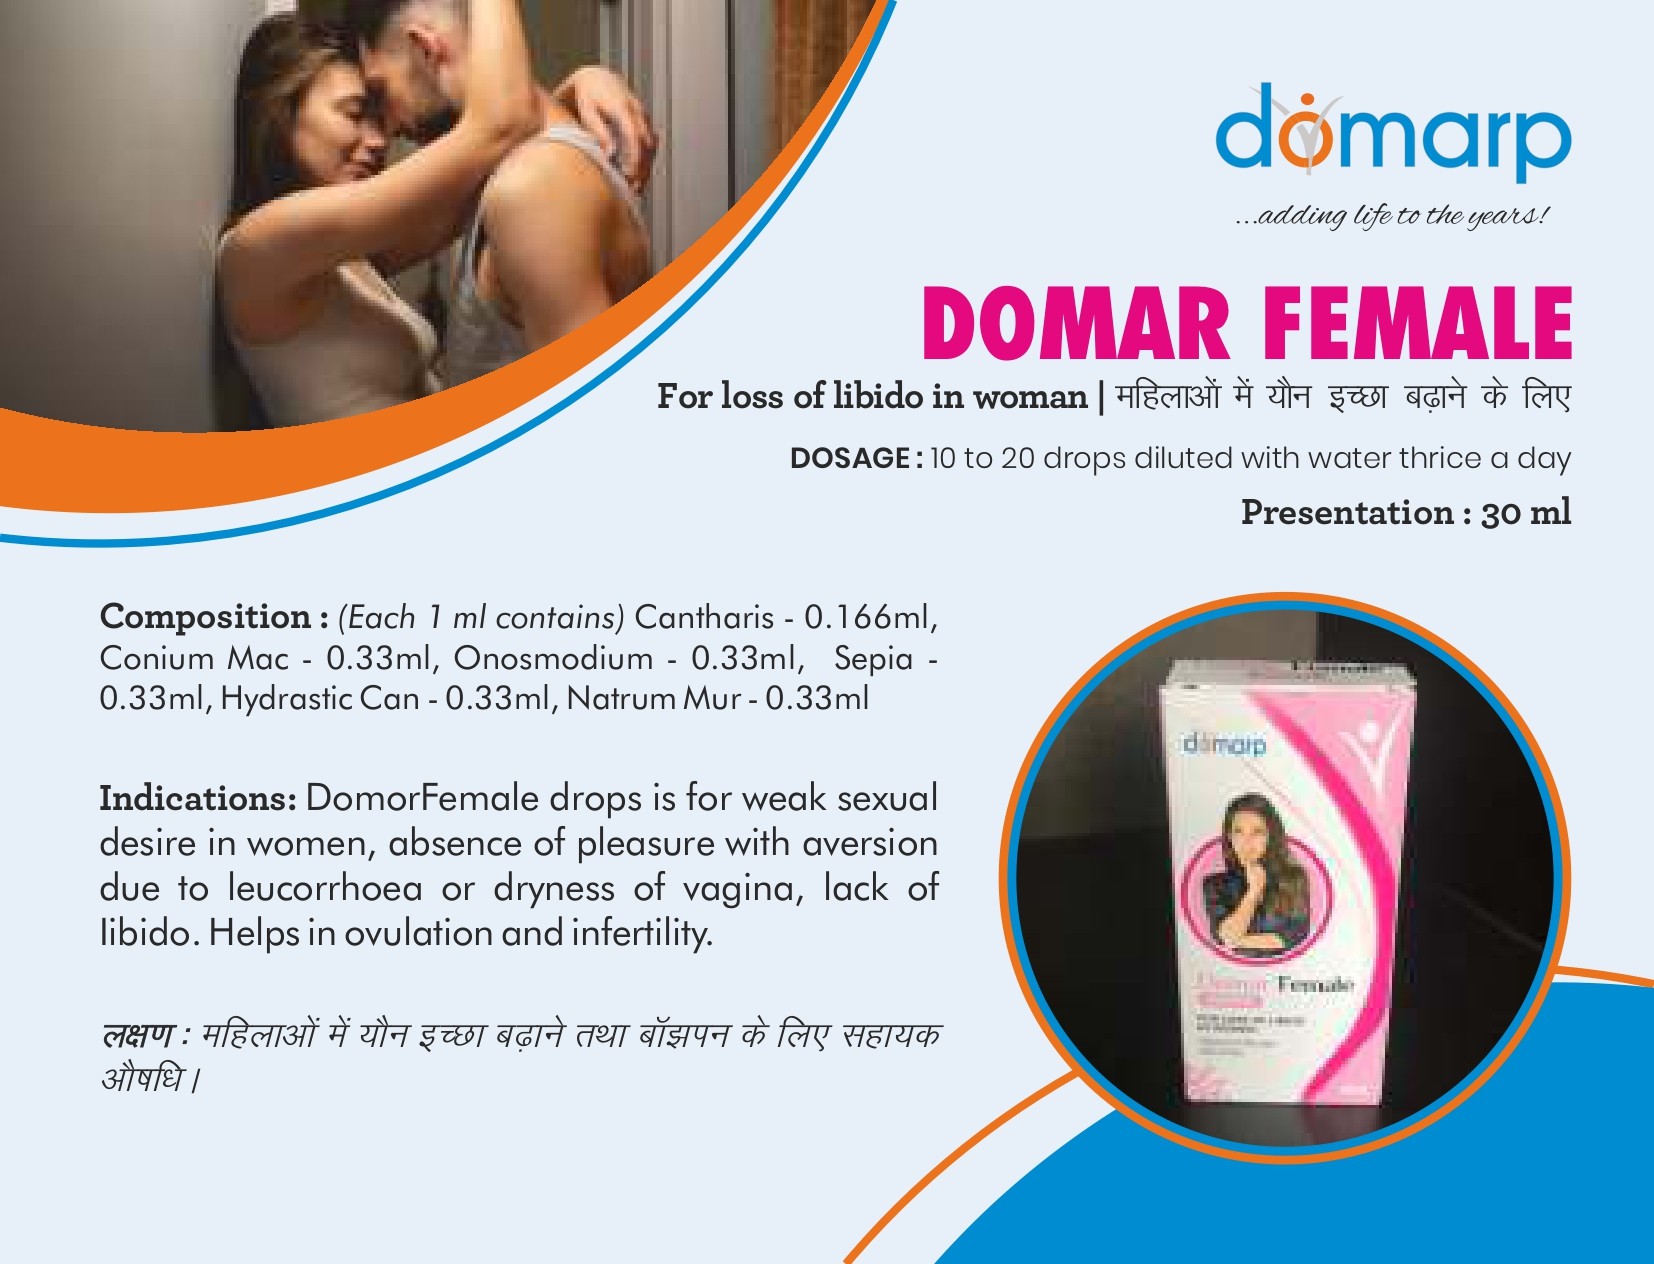 domarp
...adding life to the years!
DOMAR FEMALE
For loss of libido in woman | महिलाओं में यौन इच्छा बढ़ाने के लिए
DOSAGE : 10 to 20 drops diluted with water thrice a day
Presentation : 30 ml
Composition : (Each 1 ml contains) Cantharis - 0.166ml,
Conium Mac - 0.33ml, Onosmodium - 0.33ml, Sepia -
0.33ml, Hydrastic Can - 0.33ml, Natrum Mur - 0.33ml
Indications: DomorFemale drops is for weak sexual
desire in women, absence of pleasure with aversion
due to leucorrhoea or dryness of vagina, lack of
libido. Helps in ovulation and infertility.
लक्षण : महिलाओं में यौन इच्छा बढ़ाने तथा बॉझपन के लिए सहायक
औषधि।
domarp
Female